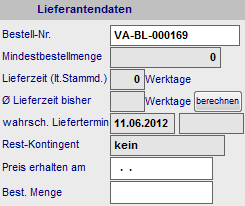 Lieferantendaten
Bestell-Nr. VA-BL-000169
Mindestbestellmenge 0
Lieferzeit (lt.Stammd.) 0 Werktage
Ø Lieferzeit bisher Werktage berechnen
wahrsch. Liefertermin 11.06.2012
Rest-Kontingent kein
Preis erhalten am . .
Best. Menge